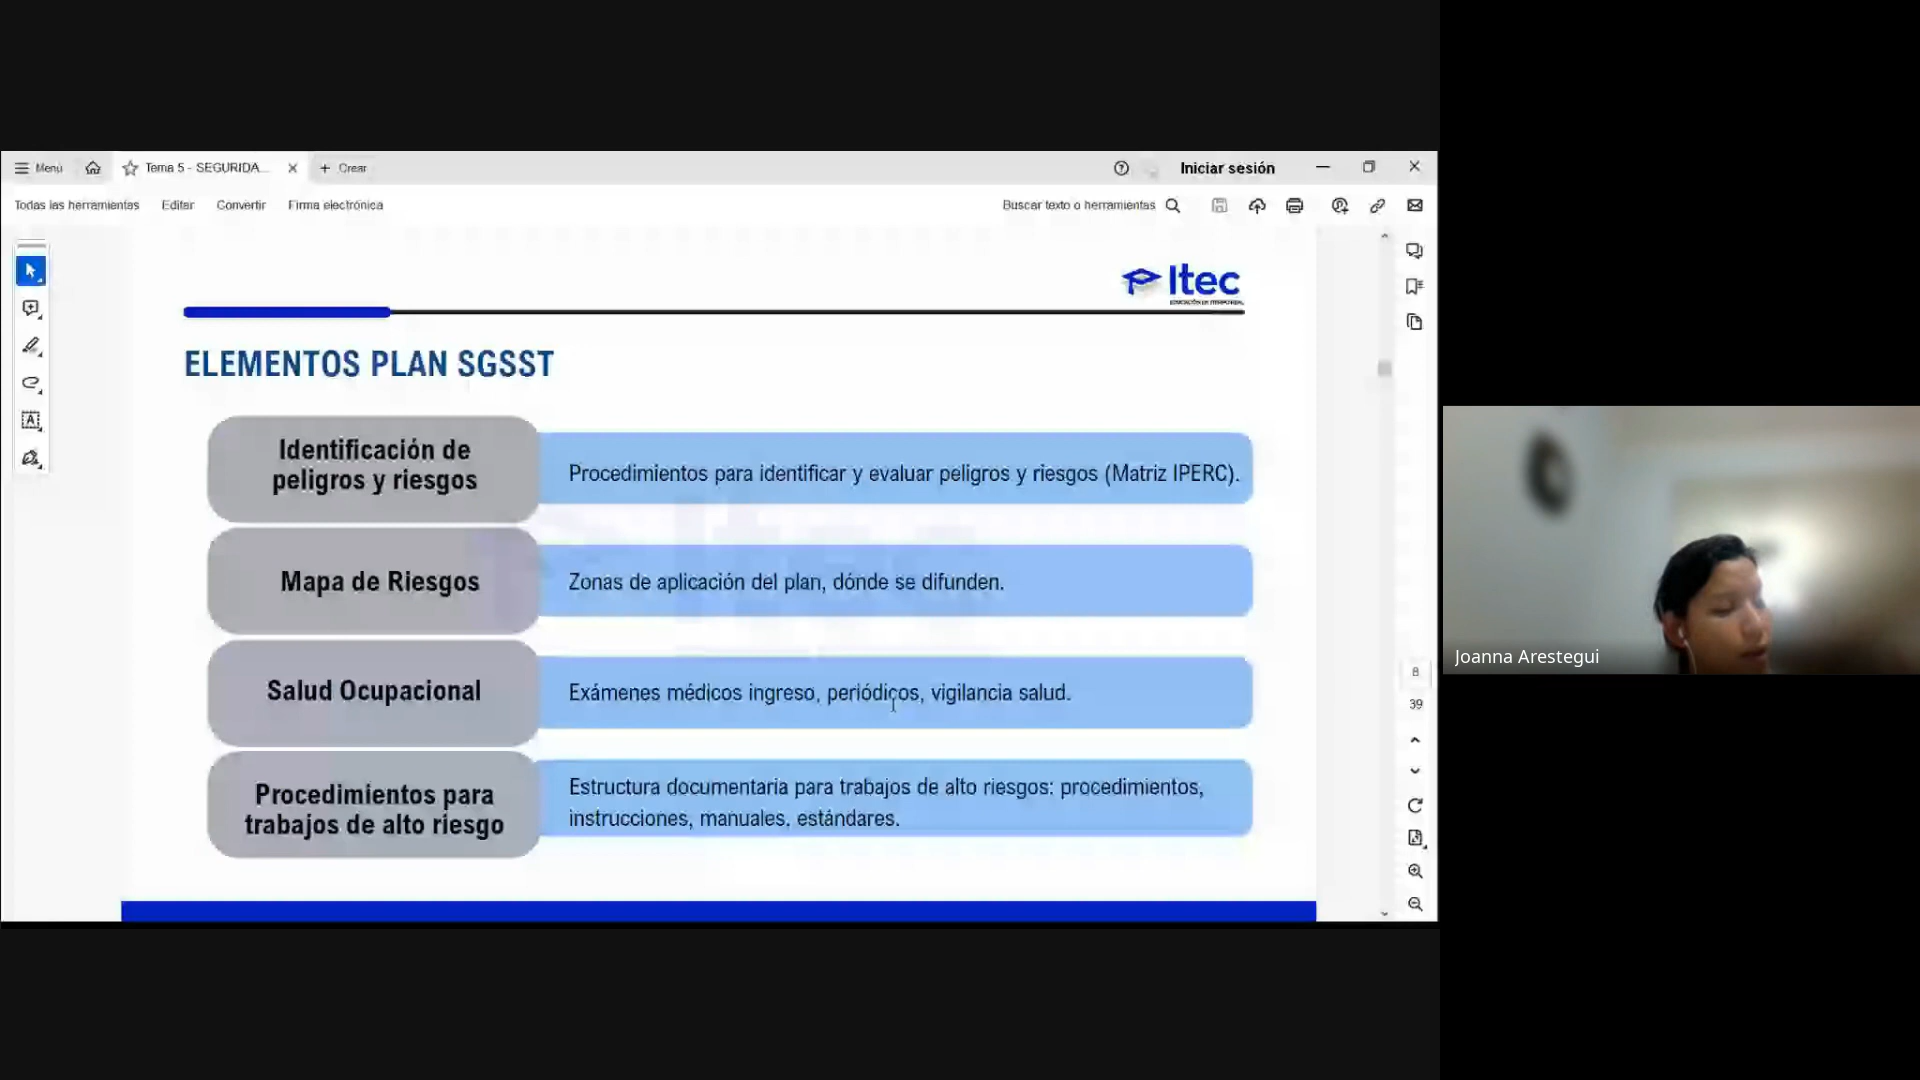 Menú
Tema 5 - SEGURIDA...
Crear
Iniciar sesión
Todas las herramientas
Editar
Convertir
Firma electrónica
Buscar texto o herramientas
Itec
ELEMENTOS PLAN SGSST
Identificación de
peligros y riesgos
Procedimientos para identificar y evaluar peligros y riesgos (Matriz IPERC).
Mapa de Riesgos
Zonas de aplicación del plan, dónde se difunden.
Salud Ocupacional
Exámenes médicos ingreso, periódicos, vigilancia salud.
Procedimientos para
trabajos de alto riesgo
Estructura documentaria para trabajos de alto riesgos: procedimientos,
instrucciones, manuales, estándares.
8
39
Joanna Arestegui